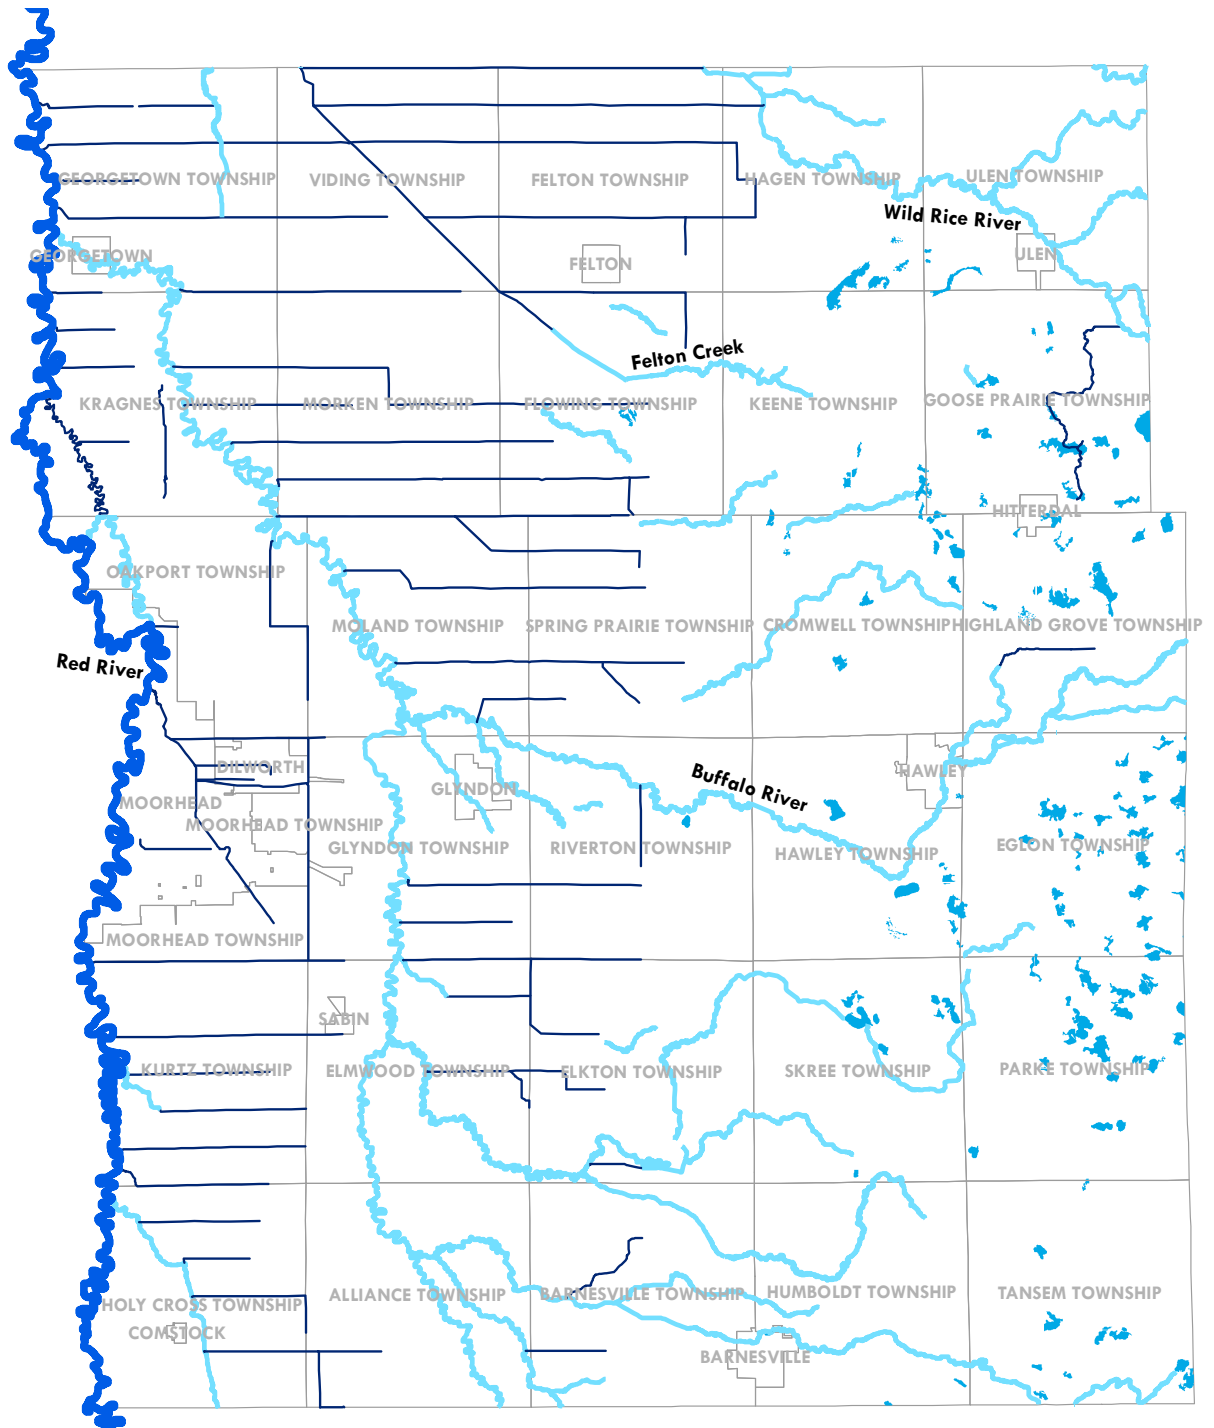 GEORGETOWN TOWNSHIP
VIDING TOWNSHIP
FELTON TOWNSHIP
HAGEN TOWNSHIP
ULEN TOWNSHIP
Wild Rice River
GEORGETOWN
FELTON
ULEN
Felton Creek
KRAGNES TOWNSHIP
MORKEN TOWNSHIP
FLOWING TOWNSHIP
KEENE TOWNSHIP
GOOSE PRAIRIE TOWNSHIP
HITTERDAL
OAKPORT TOWNSHIP
MOLAND TOWNSHIP
SPRING PRAIRIE TOWNSHIP
CROMWELL TOWNSHIP
HIGHLAND GROVE TOWNSHIP
Red River
DILWORTH
GLYNDON
Buffalo River
HAWLEY
MOORHEAD
MOORHEAD TOWNSHIP
GLYNDON TOWNSHIP
RIVERTON TOWNSHIP
HAWLEY TOWNSHIP
EGLON TOWNSHIP
MOORHEAD TOWNSHIP
SABIN
KURTZ TOWNSHIP
ELMWOOD TOWNSHIP
ELKTON TOWNSHIP
SKREE TOWNSHIP
PARKE TOWNSHIP
HOLY CROSS TOWNSHIP
ALLIANCE TOWNSHIP
BARNESVILLE TOWNSHIP
HUMBOLDT TOWNSHIP
TANSEM TOWNSHIP
COMSTOCK
BARNESVILLE